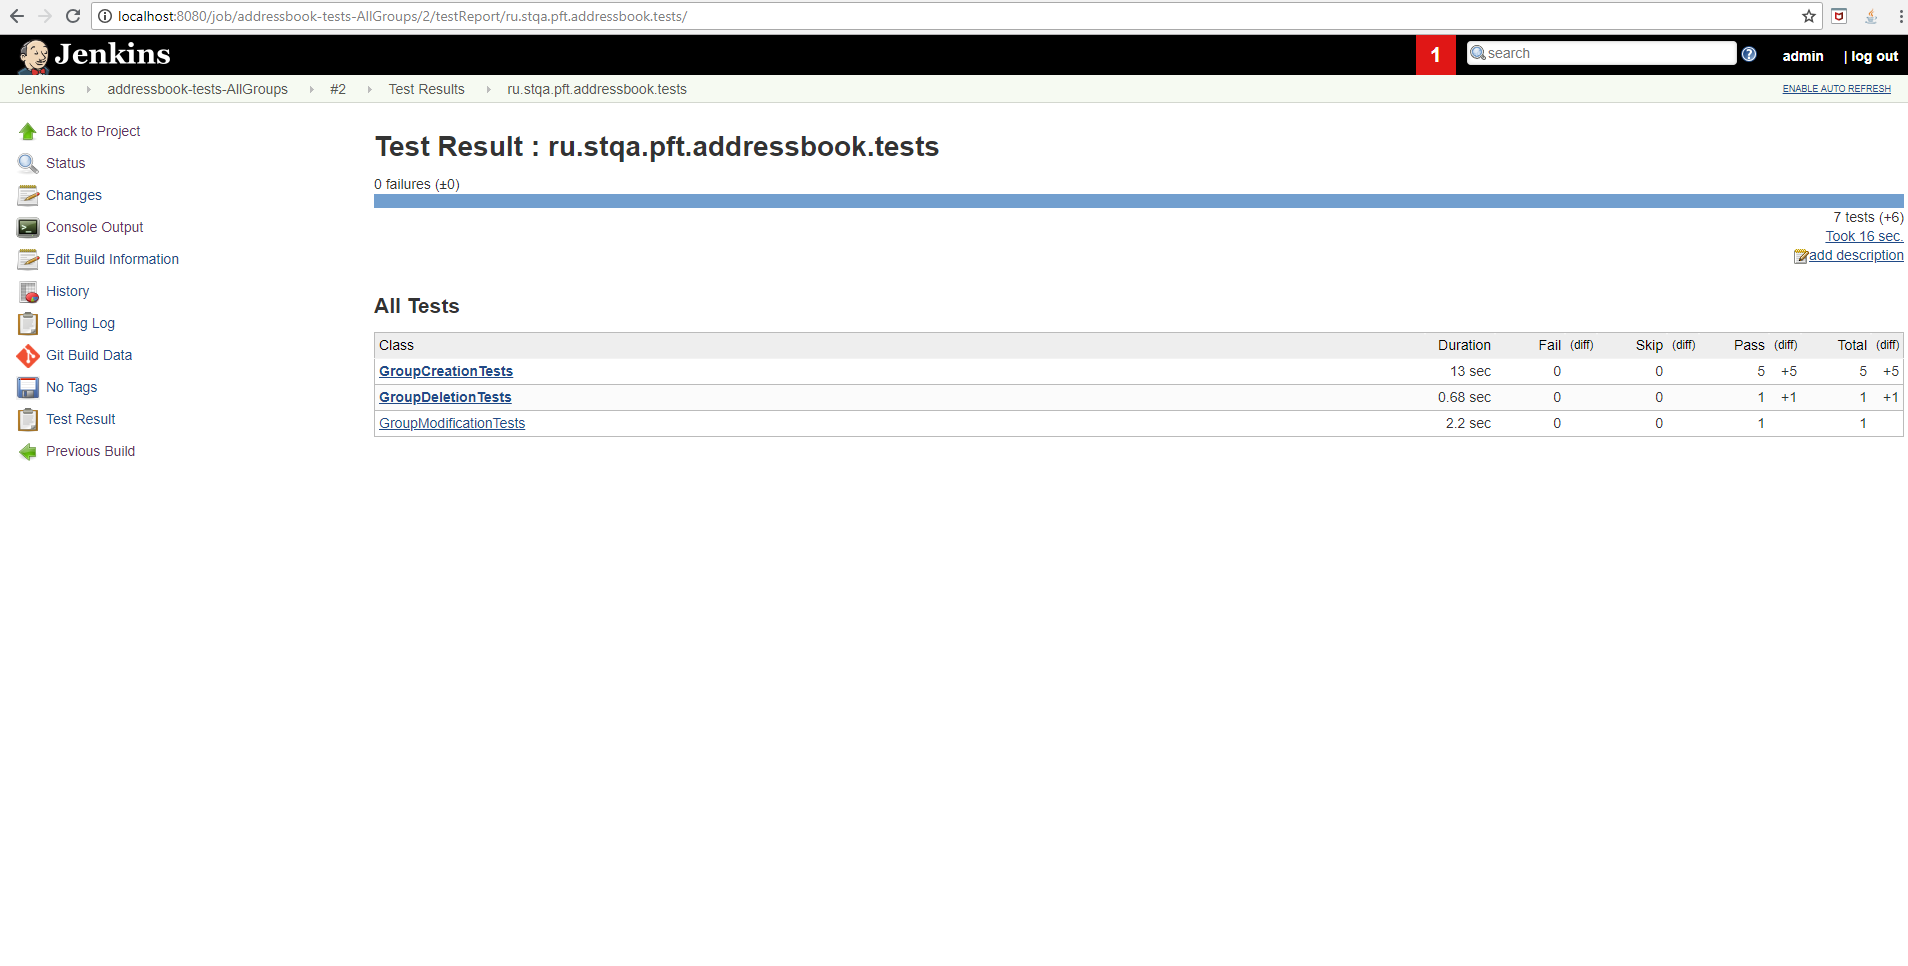 localhost:8080/job/addressbook-tests-AllGroups/2/testReport/ru.stqa.pft.addressbook.tests/
Jenkins 1 search ? admin | log out
Jenkins addressbook-tests-AllGroups #2 Test Results ru.stqa.pft.addressbook.tests ENABLE AUTO REFRESH
Back to Project
Status
Changes
Console Output
Edit Build Information
History
Polling Log
Git Build Data
No Tags
Test Result
Previous Build
Test Result : ru.stqa.pft.addressbook.tests
0 failures (±0)
7 tests (+6)
Took 16 sec.
add description
All Tests
Class Duration Fail (diff) Skip (diff) Pass (diff) Total (diff)
GroupCreationTests 13 sec 0 0 5 +5 5 +5
GroupDeletionTests 0.68 sec 0 0 1 +1 1 +1
GroupModificationTests 2.2 sec 0 0 1 1